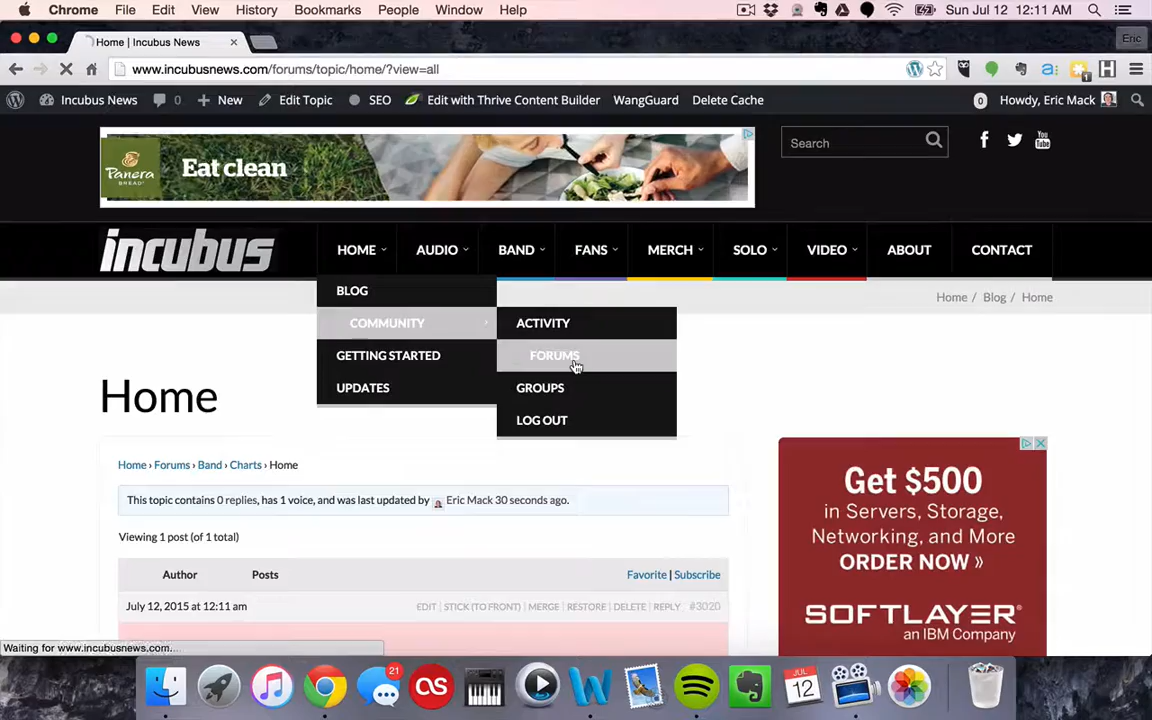 Chrome File Edit View History Bookmarks People Window Help Sun Jul 12 12:11 AM
Home | Incubus News Eric
www.incubusnews.com/forums/topic/home/?view=all
Incubus News 0 New Edit Topic SEO Edit with Thrive Content Builder WangGuard Delete Cache 0 Howdy, Eric Mack
Panera BREAD Eat clean Search f You Tube
incubus HOME AUDIO BAND FANS MERCH SOLO VIDEO ABOUT CONTACT
BLOG Home / Blog / Home
COMMUNITY ACTIVITY
GETTING STARTED FORUMS
UPDATES GROUPS
LOG OUT
Home
Home › Forums › Band › Charts › Home
This topic contains 0 replies, has 1 voice, and was last updated by Eric Mack 30 seconds ago.
Viewing 1 post (of 1 total)
Author Posts Favorite | Subscribe
July 12, 2015 at 12:11 am EDIT | STICK (TO FRONT) | MERGE | RESTORE | DELETE | REPLY #3020
Get $500
in Servers, Storage,
Networking, and More
ORDER NOW »
SOFTLAYER
an IBM Company
Waiting for www.incubusnews.com...
21
JUL
12